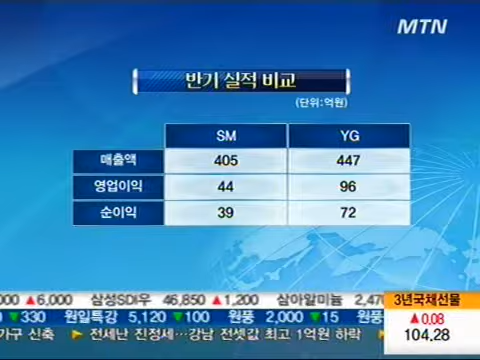 MTN
반기 실적 비교
(단위:억원)
SM YG
매출액 405 447
영업이익 44 96
순이익 39 72
000 ▲6,000 삼성SDI우 46,850 ▲1,200 삼아알미늄 2,470
3년국채선물
▼330 원일특강 5,120 ▼100 원풍 2,000 ▼15 원풍
▲0.08
가구 신축 ▶ 전세난 진정세…강남 전셋값 최고 1억원 하락 ▶
104.28